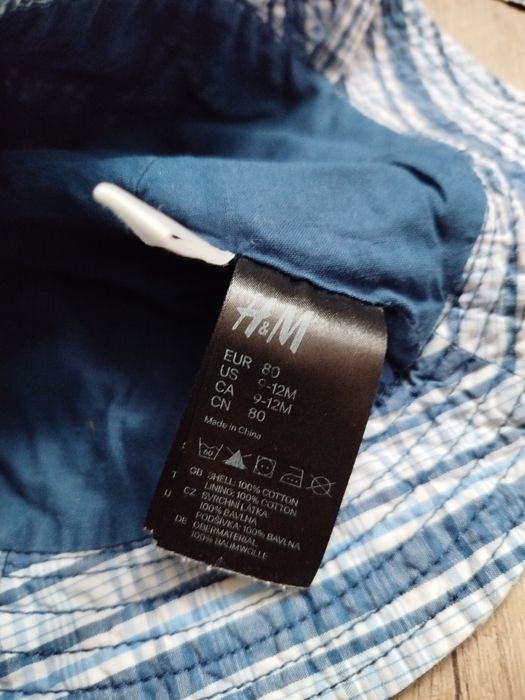 H&M
EUR 80
US 9-12M
CA 9-12M
CN 80
Made in China
60
GB SHELL: 100% COTTON
LINING: 100% COTTON
CZ SVRCHNÍ LÁTKA
100% BAVLNA
PODŠÍVKA 100% BAVLNA
DE OBERMATERIAL
100% BAUMWOLLE